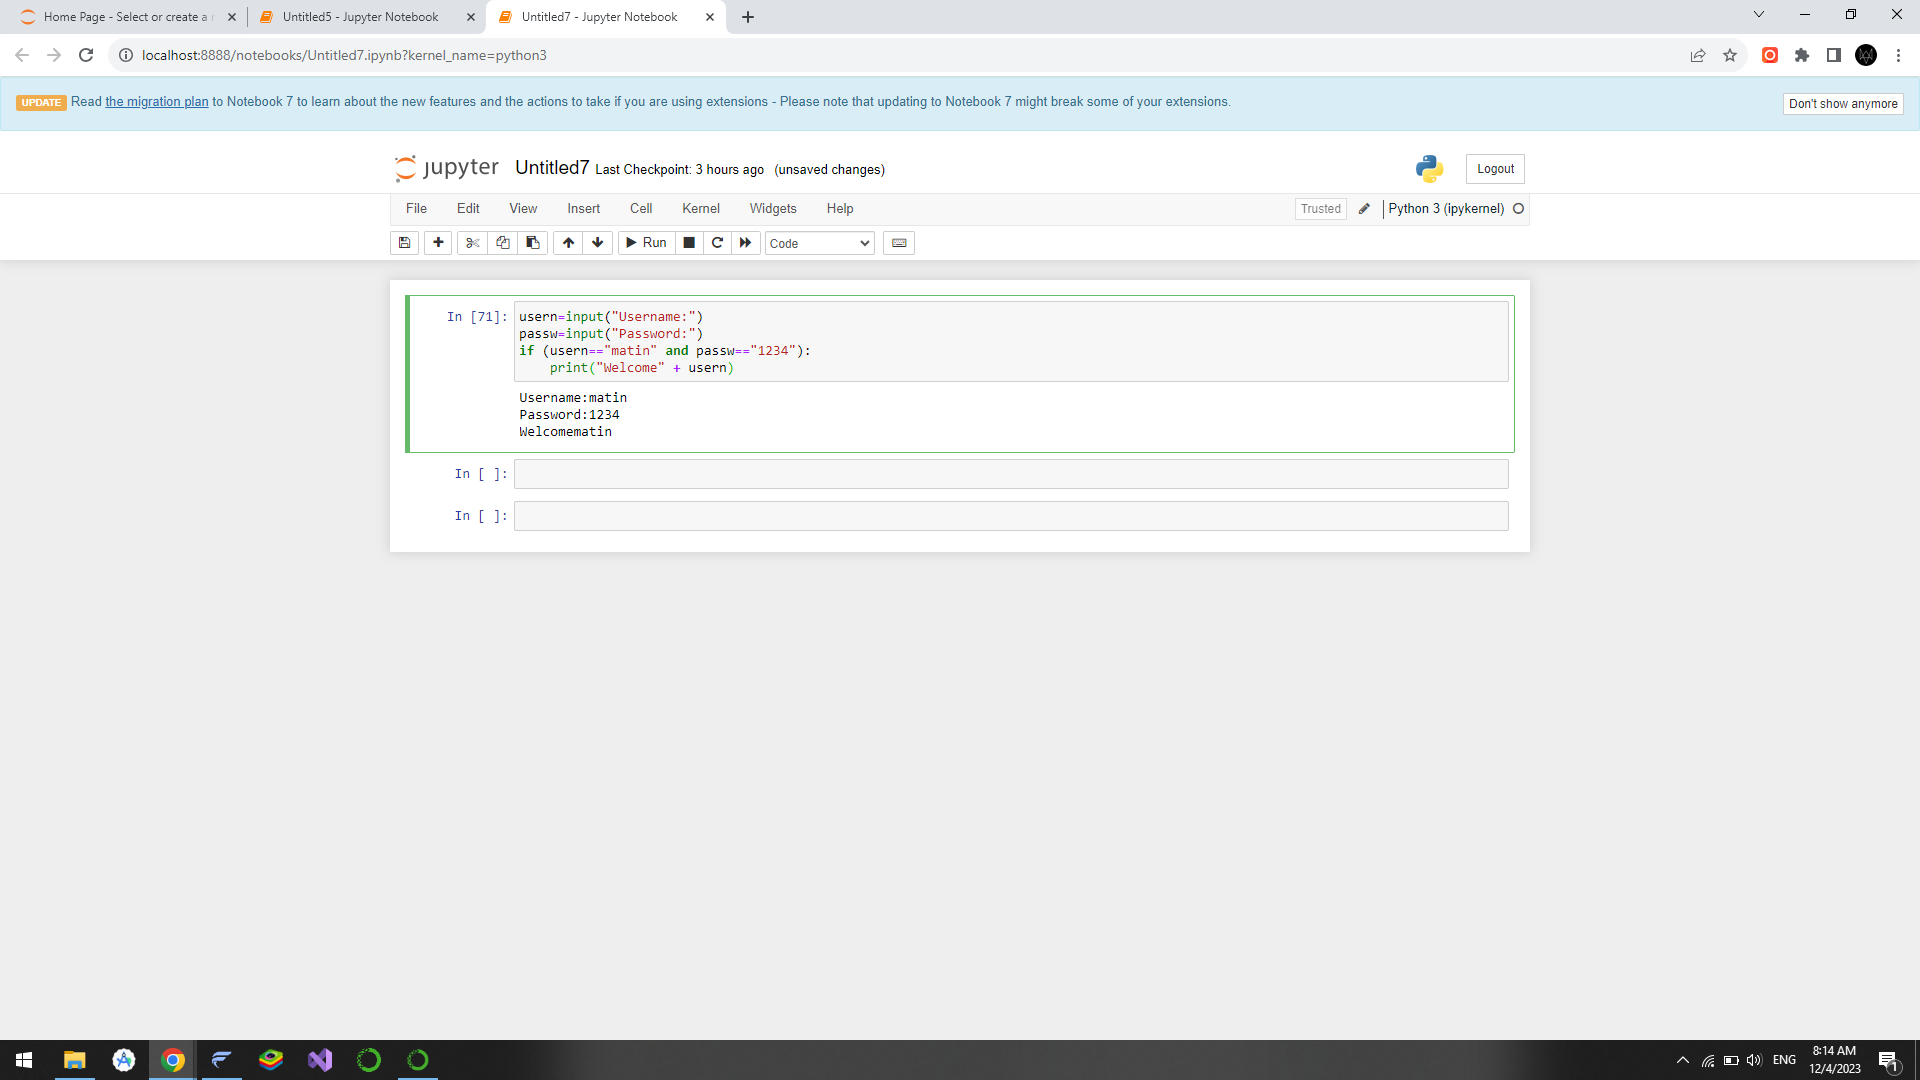 Home Page - Select or create a
Untitled5 - Jupyter Notebook
Untitled7 - Jupyter Notebook
localhost:8888/notebooks/Untitled7.ipynb?kernel_name=python3
UPDATE Read the migration plan to Notebook 7 to learn about the new features and the actions to take if you are using extensions - Please note that updating to Notebook 7 might break some of your extensions.
Don't show anymore
jupyter Untitled7 Last Checkpoint: 3 hours ago (unsaved changes)
Logout
File Edit View Insert Cell Kernel Widgets Help
Trusted Python 3 (ipykernel)
Run Code
In [71]: usern=input("Username:")
passw=input("Password:")
if (usern=="matin" and passw=="1234"):
    print("Welcome" + usern)
Username:matin
Password:1234
Welcomematin
In [ ]:
In [ ]:
ENG
8:14 AM
12/4/2023
1